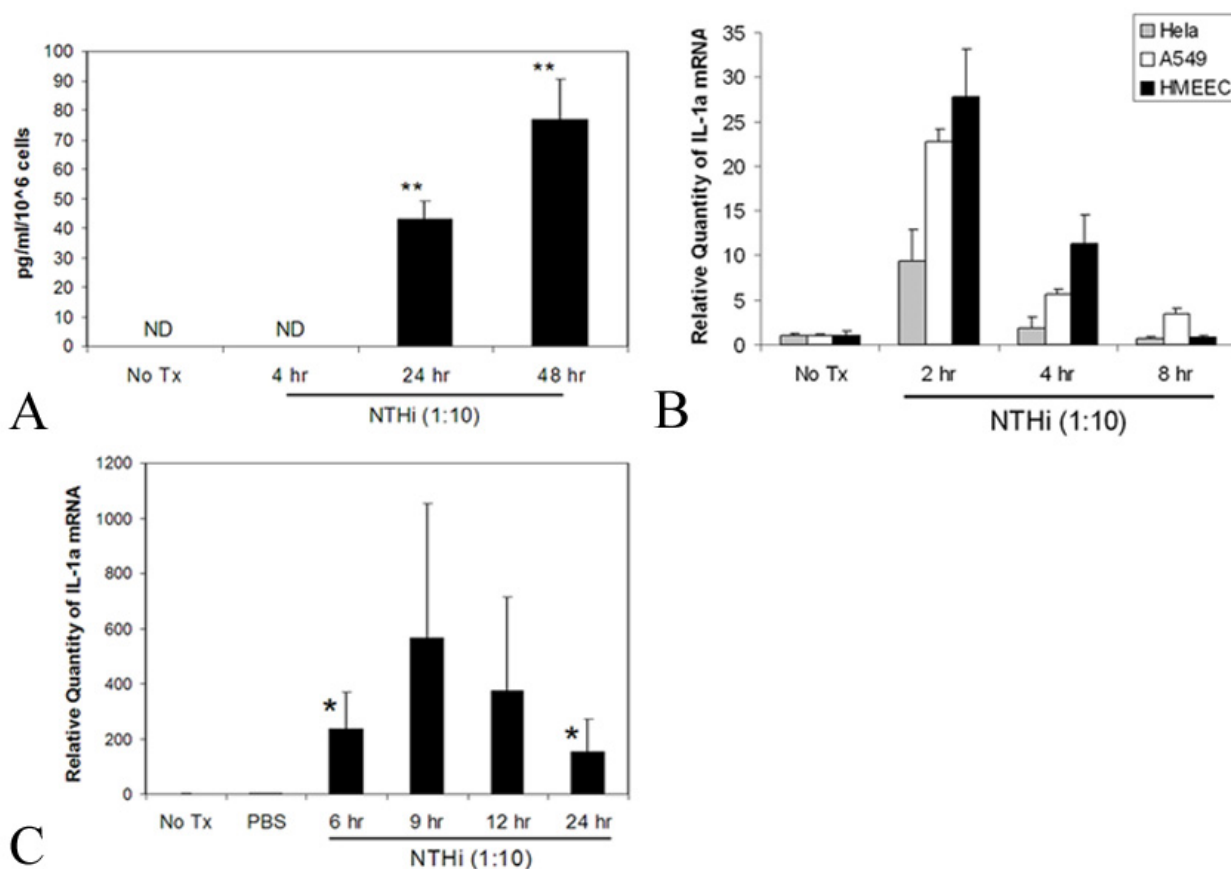 100
90
80
70
60
50
40
30
20
10
0
pg/ml/10^6 cells
**
**
ND
ND
No Tx
4 hr
24 hr
48 hr
NTHi (1:10)
A
35
30
25
20
15
10
5
0
Relative Quantity of IL-1a mRNA
Hela
A549
HMEEC
No Tx
2 hr
4 hr
8 hr
NTHi (1:10)
B
1200
1000
800
600
400
200
0
Relative Quantity of IL-1a mRNA
*
*
No Tx
PBS
6 hr
9 hr
12 hr
24 hr
NTHi (1:10)
C